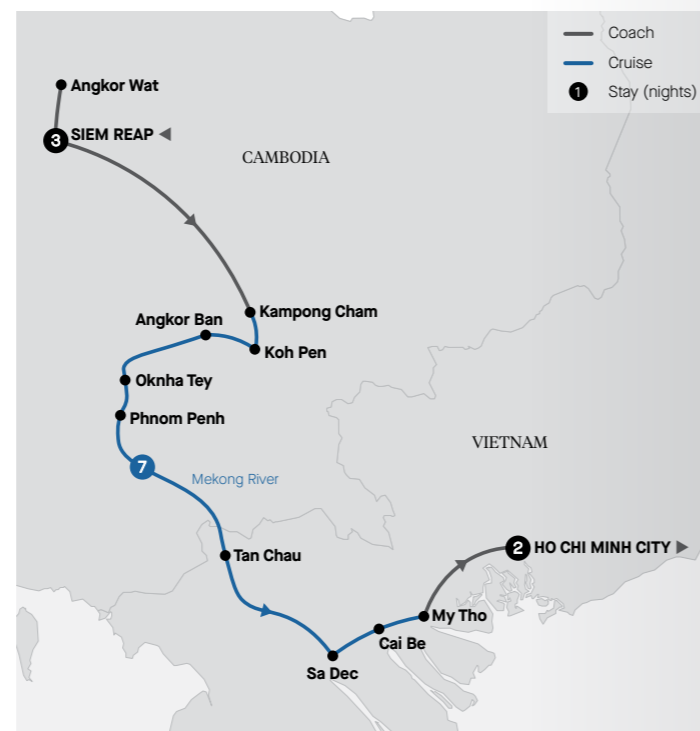 Coach
Cruise
1 Stay (nights)
Angkor Wat
3 SIEM REAP
CAMBODIA
Kampong Cham
Angkor Ban
Koh Pen
Oknha Tey
Phnom Penh
VIETNAM
7
Mekong River
2 HO CHI MINH CITY
Tan Chau
My Tho
Cai Be
Sa Dec